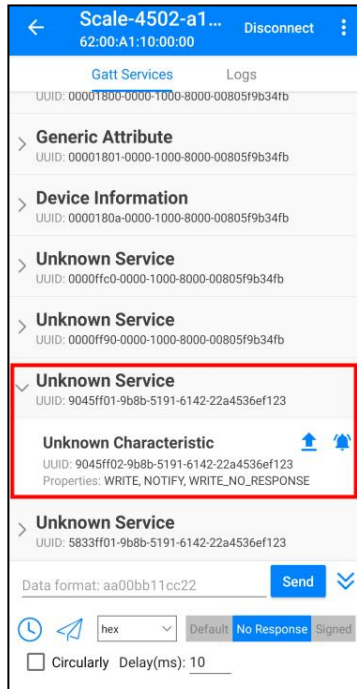 Scale-4502-a1...
Disconnect
62:00:A1:10:00:00
Gatt Services
Logs
UUID: 00001800-0000-1000-8000-00805f9b34fb
Generic Attribute
UUID: 00001801-0000-1000-8000-00805f9b34fb
Device Information
UUID: 0000180a-0000-1000-8000-00805f9b34fb
Unknown Service
UUID: 0000ffc0-0000-1000-8000-00805f9b34fb
Unknown Service
UUID: 0000ff90-0000-1000-8000-00805f9b34fb
Unknown Service
UUID: 9045ff01-9b8b-5191-6142-22a4536ef123
Unknown Characteristic
UUID: 9045ff02-9b8b-5191-6142-22a4536ef123
Properties: WRITE, NOTIFY, WRITE_NO_RESPONSE
Unknown Service
UUID: 5833ff01-9b8b-5191-6142-22a4536ef123
Data format: aa00bb11cc22
Send
hex
Default
No Response
Signed
Circularly Delay(ms): 10